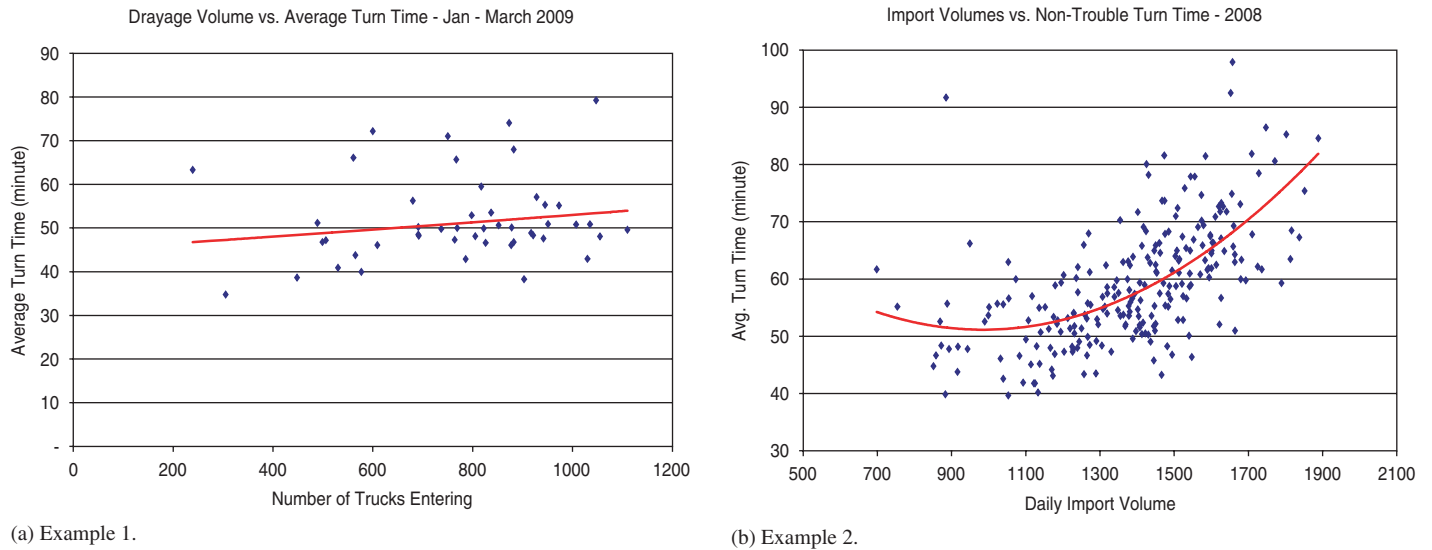 Drayage Volume vs. Average Turn Time - Jan - March 2009
90
80
70
60
50
40
30
20
10
-
Average Turn Time (minute)
0 200 400 600 800 1000 1200
Number of Trucks Entering
(a) Example 1.
Import Volumes vs. Non-Trouble Turn Time - 2008
100
90
80
70
60
50
40
30
Avg. Turn Time (minute)
500 700 900 1100 1300 1500 1700 1900 2100
Daily Import Volume
(b) Example 2.